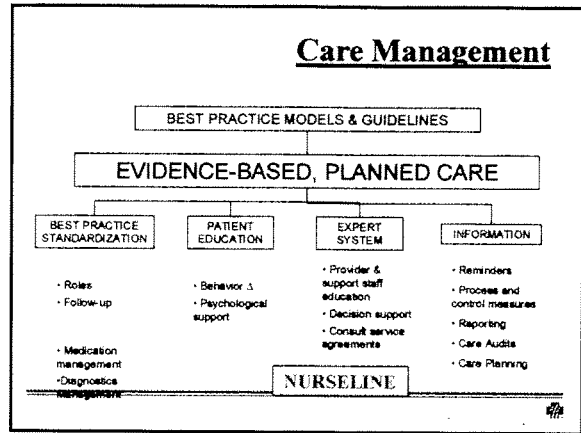 Care Management
BEST PRACTICE MODELS & GUIDELINES
EVIDENCE-BASED, PLANNED CARE
BEST PRACTICE
STANDARDIZATION
• Roles
• Follow-up
• Medication
management
• Diagnostics
Management
PATIENT
EDUCATION
• Behavior Δ
• Psychological
support
EXPERT
SYSTEM
• Provider &
support staff
education
• Decision support
• Consult service
agreements
INFORMATION
• Reminders
• Process and
control measures
• Reporting
• Care Audits
• Care Planning
NURSELINE